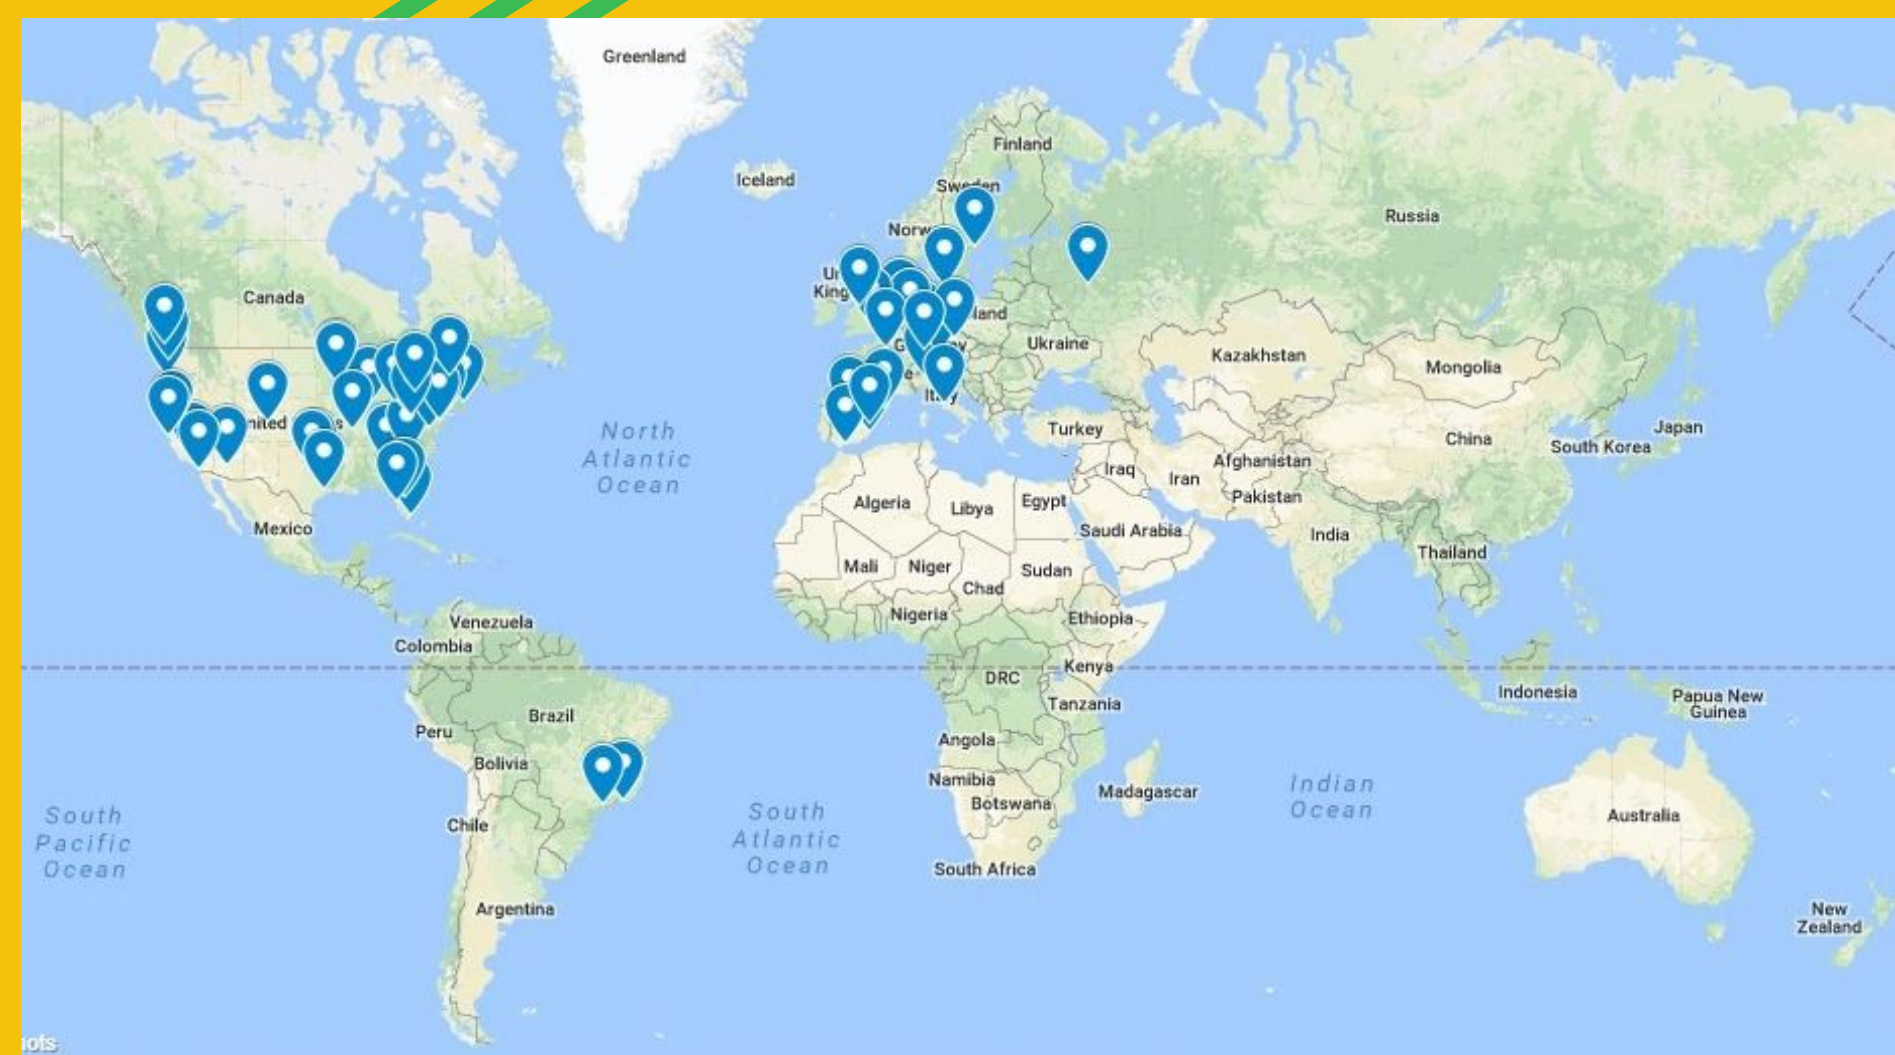 Greenland
Finland
Iceland
Sweden
Russia
Canada
Ukraine
Kazakhstan
Mongolia
Italy
Turkey
Japan
China
South Korea
North
Atlantic
Ocean
Iraq
Iran
Afghanistan
Pakistan
Algeria
Libya
Egypt
Saudi Arabia
India
Mexico
Thailand
Mali
Niger
Sudan
Chad
Nigeria
Ethiopia
Venezuela
Colombia
DRC
Kenya
Indonesia
Papua New
Guinea
Tanzania
Brazil
Peru
Angola
Bolivia
Namibia
Botswana
Madagascar
Indian
Ocean
South
Pacific
Ocean
Chile
South
Atlantic
Ocean
Australia
South Africa
Argentina
New
Zealand